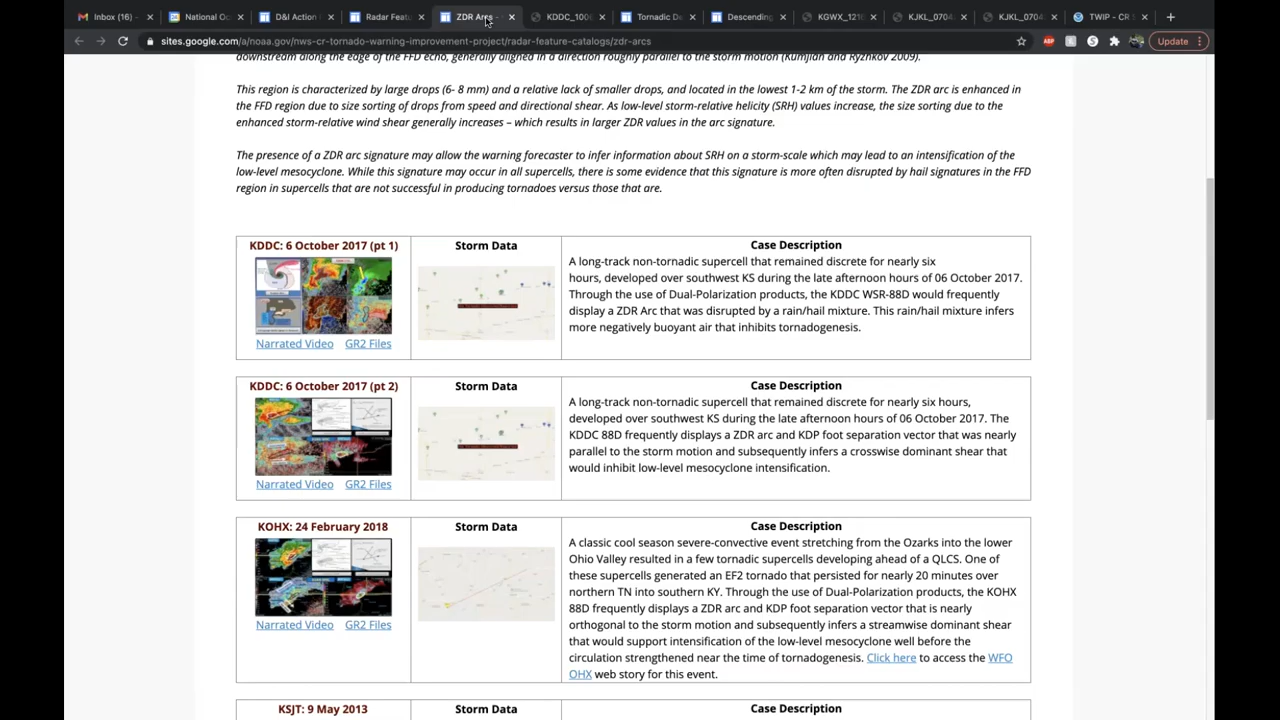 Inbox (16) -
National Oc
D&I Action
Radar Featu
ZDR Arcs -
KDDC_100
Tornadic De
Descending
KGWX_121
KJKL_0704
KJKL_0704
TWIP - CR S
sites.google.com/a/noaa.gov/nws-cr-tornado-warning-improvement-project/radar-feature-catalogs/zdr-arcs
Update
downstream along the edge of the FFD echo, generally aligned in a direction roughly parallel to the storm motion (Kumjian and Ryzhkov 2009).
This region is characterized by large drops (6- 8 mm) and a relative lack of smaller drops, and located in the lowest 1-2 km of the storm. The ZDR arc is enhanced in
the FFD region due to size sorting of drops from speed and directional shear. As low-level storm-relative helicity (SRH) values increase, the size sorting due to the
enhanced storm-relative wind shear generally increases – which results in larger ZDR values in the arc signature.
The presence of a ZDR arc signature may allow the warning forecaster to infer information about SRH on a storm-scale which may lead to an intensification of the
low-level mesocyclone. While this signature may occur in all supercells, there is some evidence that this signature is more often disrupted by hail signatures in the FFD
region in supercells that are not successful in producing tornadoes versus those that are.
KDDC: 6 October 2017 (pt 1)
Narrated Video GR2 Files
Storm Data
Case Description
A long-track non-tornadic supercell that remained discrete for nearly six
hours, developed over southwest KS during the late afternoon hours of 06 October 2017.
Through the use of Dual-Polarization products, the KDDC WSR-88D would frequently
display a ZDR Arc that was disrupted by a rain/hail mixture. This rain/hail mixture infers
more negatively buoyant air that inhibits tornadogenesis.
KDDC: 6 October 2017 (pt 2)
Narrated Video GR2 Files
Storm Data
Case Description
A long-track non-tornadic supercell that remained discrete for nearly six hours,
developed over southwest KS during the late afternoon hours of 06 October 2017. The
KDDC 88D frequently displays a ZDR arc and KDP foot separation vector that was nearly
parallel to the storm motion and subsequently infers a crosswise dominant shear that
would inhibit low-level mesocyclone intensification.
KOHX: 24 February 2018
Narrated Video GR2 Files
Storm Data
Case Description
A classic cool season severe-convective event stretching from the Ozarks into the lower
Ohio Valley resulted in a few tornadic supercells developing ahead of a QLCS. One of
these supercells generated an EF2 tornado that persisted for nearly 20 minutes over
northern TN into southern KY. Through the use of Dual-Polarization products, the KOHX
88D frequently displays a ZDR arc and KDP foot separation vector that is nearly
orthogonal to the storm motion and subsequently infers a streamwise dominant shear
that would support intensification of the low-level mesocyclone well before the
circulation strengthened near the time of tornadogenesis. Click here to access the WFO
OHX web story for this event.
KSJT: 9 May 2013
Storm Data
Case Description